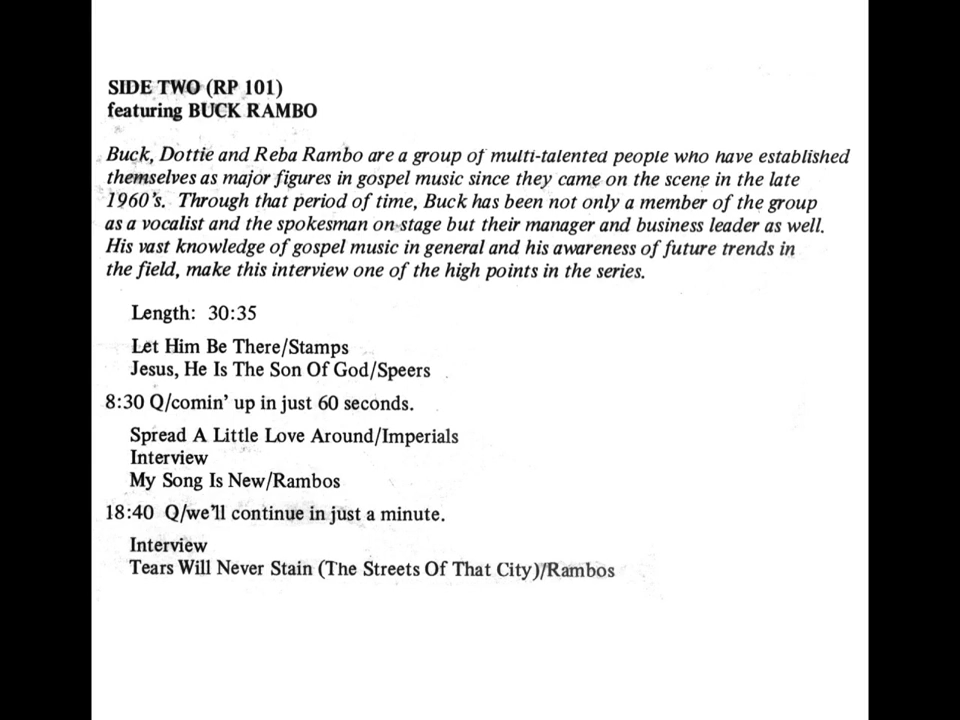 SIDE TWO (RP 101)
featuring BUCK RAMBO
Buck, Dottie and Reba Rambo are a group of multi-talented people who have established
themselves as major figures in gospel music since they came on the scene in the late
1960's. Through that period of time, Buck has been not only a member of the group
as a vocalist and the spokesman on stage but their manager and business leader as well.
His vast knowledge of gospel music in general and his awareness of future trends in
the field, make this interview one of the high points in the series.
Length: 30:35
Let Him Be There/Stamps
Jesus, He Is The Son Of God/Speers
8:30 Q/comin' up in just 60 seconds.
Spread A Little Love Around/Imperials
Interview
My Song Is New/Rambos
18:40 Q/we'll continue in just a minute.
Interview
Tears Will Never Stain (The Streets Of That City)/Rambos